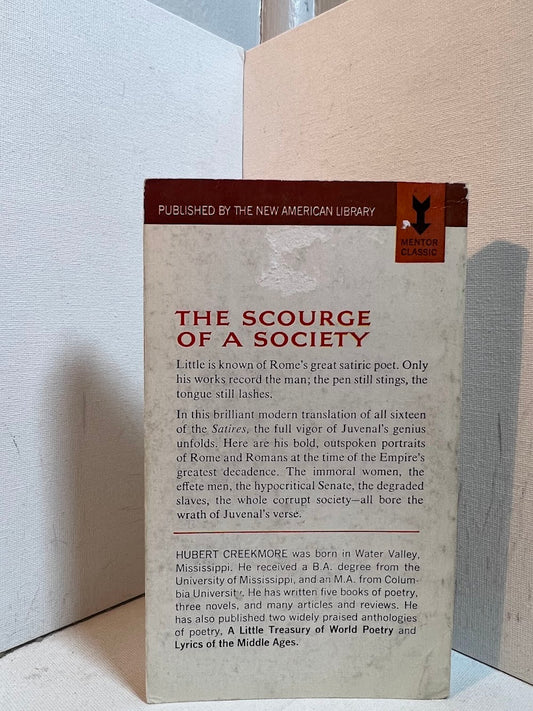 PUBLISHED BY THE NEW AMERICAN LIBRARY
MENTOR
CLASSIC
THE SCOURGE
OF A SOCIETY
Little is known of Rome's great satiric poet. Only
his works record the man; the pen still stings, the
tongue still lashes.
In this brilliant modern translation of all sixteen
of the Satires, the full vigor of Juvenal's genius
unfolds. Here are his bold, outspoken portraits
of Rome and Romans at the time of the Empire's
greatest decadence. The immoral women, the
effete men, the hypocritical Senate, the degraded
slaves, the whole corrupt society—all bore the
wrath of Juvenal's verse.
HUBERT CREEKMORE was born in Water Valley,
Mississippi. He received a B.A. degree from the
University of Mississippi, and an M.A. from Colum-
bia University. He has written five books of poetry,
three novels, and many articles and reviews. He
has also published two widely praised anthologies
of poetry, A Little Treasury of World Poetry and
Lyrics of the Middle Ages.